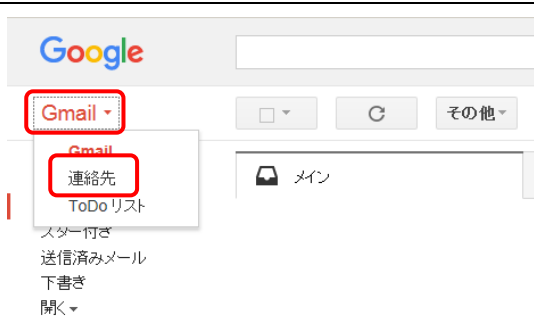 Google
Gmail
その他
Gmail
連絡先
ToDo リスト
メイン
スター付き
送信済みメール
下書き
開く